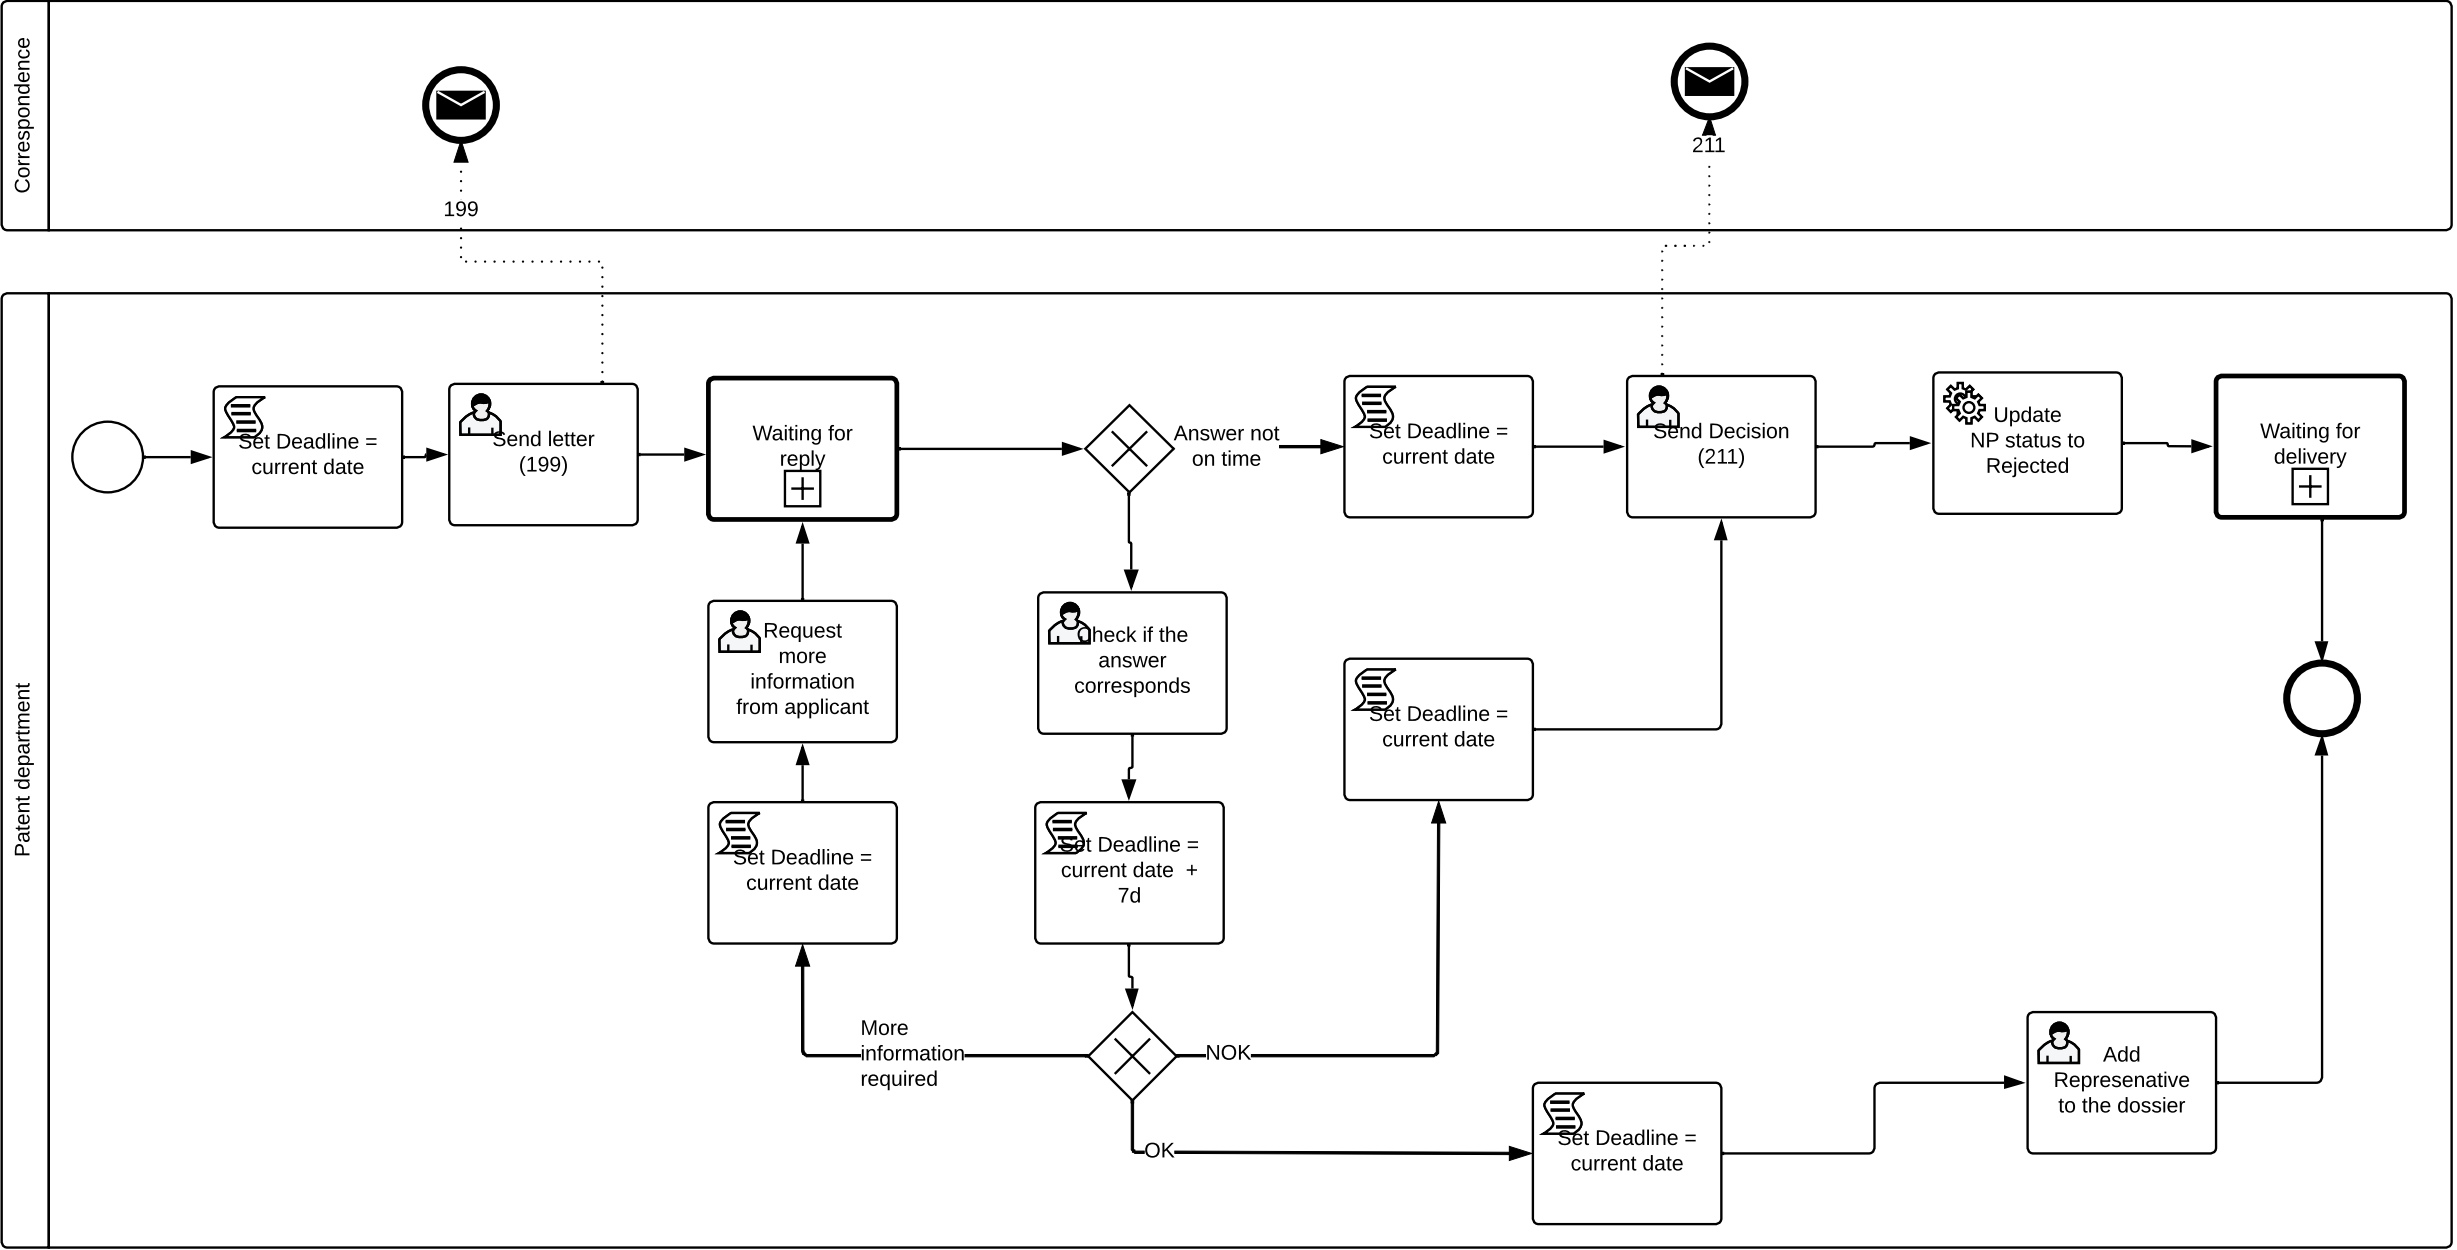 Correspondence
199
211
Patent department
Set Deadline =
current date
Send letter
(199)
Waiting for
reply
Answer not
on time
Set Deadline =
current date
Send Decision
(211)
Update
NP status to
Rejected
Waiting for
delivery
Request
more
information
from applicant
Check if the
answer
corresponds
Set Deadline =
current date
Set Deadline =
current date
Set Deadline =
current date  +
7d
More
information
required
NOK
OK
Set Deadline =
current date
Add
Represenative
to the dossier